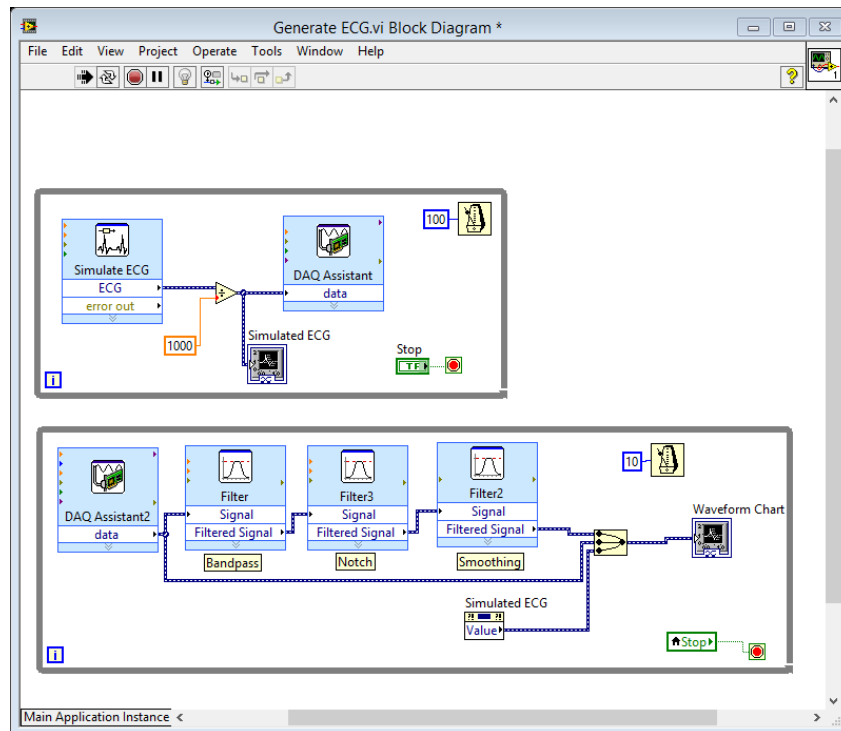 Generate ECG.vi Block Diagram *
File Edit View Project Operate Tools Window Help
1
100
Simulate ECG
ECG
error out
DAQ Assistant
data
1000
Simulated ECG
Stop
TF
i
10
DAQ Assistant2
data
Filter
Signal
Filtered Signal
Bandpass
Filter3
Signal
Filtered Signal
Notch
Filter2
Signal
Filtered Signal
Smoothing
Waveform Chart
Simulated ECG
Value
Stop
i
Main Application Instance